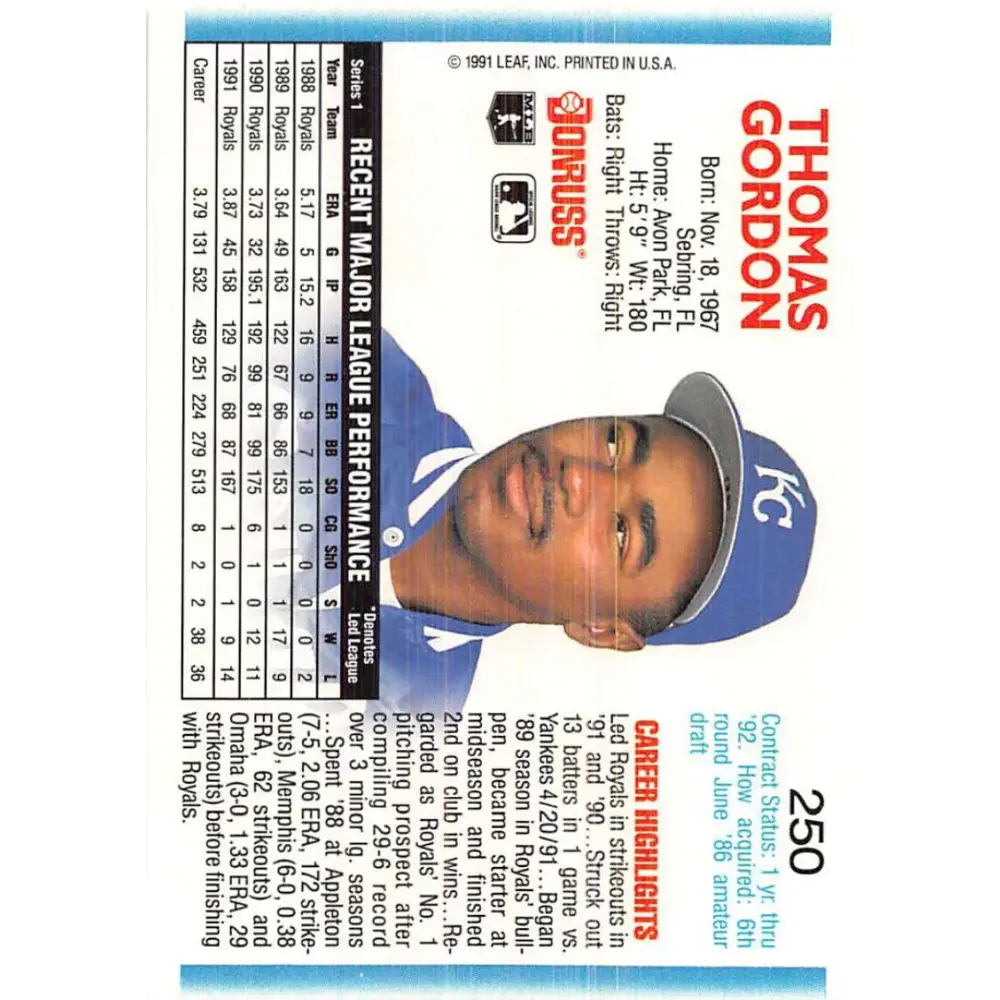 THOMAS
GORDON
Born: Nov. 18, 1967
Sebring, FL
Home: Avon Park, FL
Ht: 5'9" Wt: 180
Bats: Right Throws: Right
DONRUSS®
MLB
© 1991 LEAF, INC. PRINTED IN U.S.A.
KC
250
Contract Status: 1 yr. thru
'92. How acquired: 6th
round June '86 amateur
draft
CAREER HIGHLIGHTS
Led Royals in strikeouts in
'91 and '90...Struck out
13 batters in 1 game vs.
Yankees 4/20/91...Began
'89 season in Royals' bull-
pen, became starter at
midseason and finished
2nd on club in wins...Re-
garded as Royals' No. 1
pitching prospect after
compiling 29-6 record
over 3 minor lg. seasons
...Spent '88 at Appleton
(7-5, 2.06 ERA, 172 strike-
outs), Memphis (6-0, 0.38
ERA, 62 strikeouts) and
Omaha (3-0, 1.33 ERA, 29
strikeouts) before finishing
with Royals.
Series 1 RECENT MAJOR LEAGUE PERFORMANCE *Denotes
Led League
Year Team ERA G IP H R ER BB SO CG ShO S W L
1988 Royals 5.17 5 15.2 16 9 9 7 18 0 0 0 0 2
1989 Royals 3.64 49 163 122 67 66 86 153 1 1 1 17 9
1990 Royals 3.73 32 195.1 192 99 81 99 175 6 1 0 12 11
1991 Royals 3.87 45 158 129 76 68 87 167 1 0 1 9 14
Career 3.79 131 532 459 251 224 279 513 8 2 2 38 36